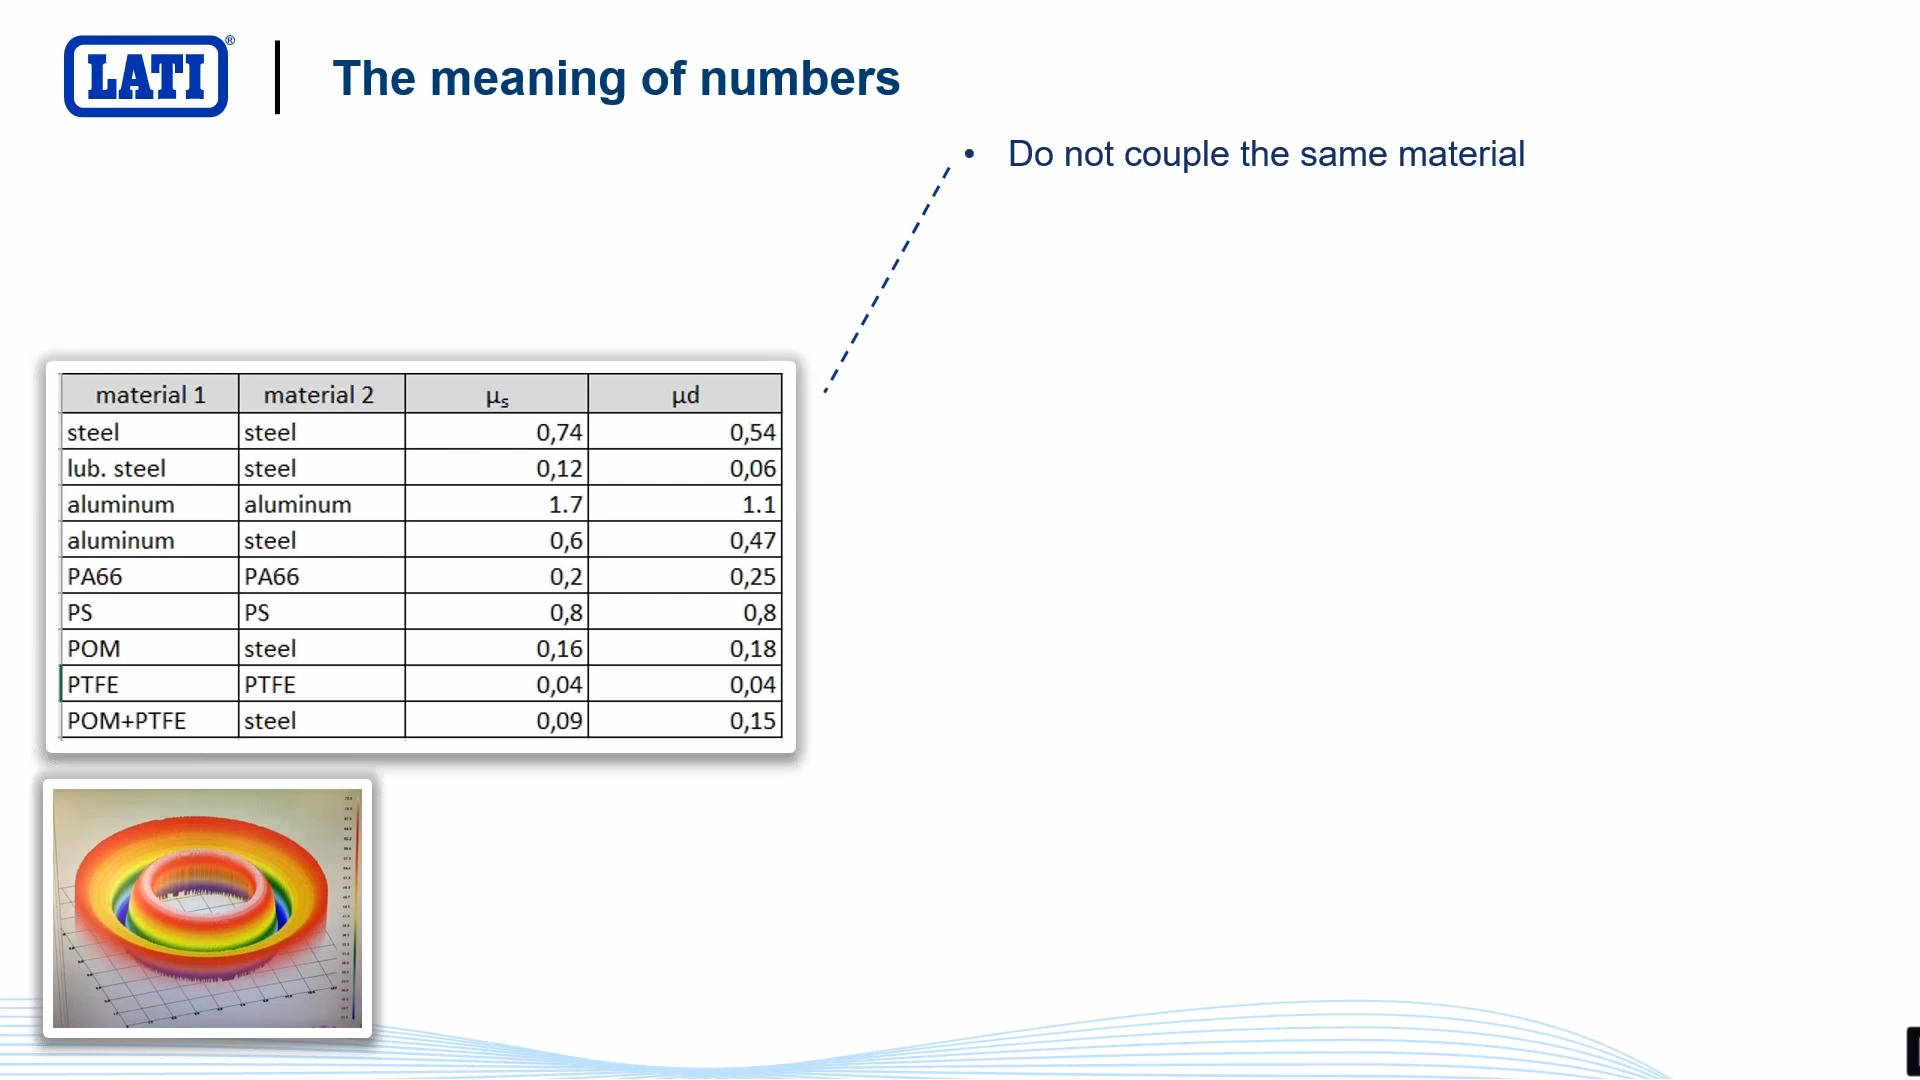 LATI®
The meaning of numbers
• Do not couple the same material
material 1 material 2 μs μd
steel steel 0,74 0,54
lub. steel steel 0,12 0,06
aluminum aluminum 1.7 1.1
aluminum steel 0,6 0,47
PA66 PA66 0,2 0,25
PS PS 0,8 0,8
POM steel 0,16 0,18
PTFE PTFE 0,04 0,04
POM+PTFE steel 0,09 0,15